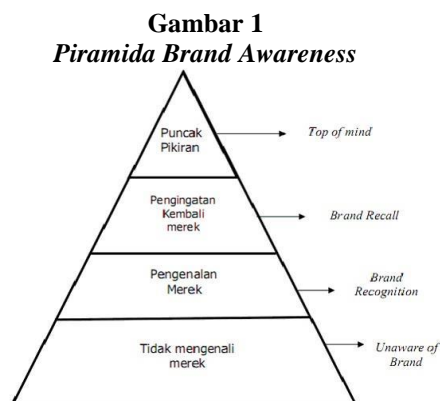 Gambar 1
Piramida Brand Awareness
Puncak
Pikiran
Top of mind
Pengingatan
Kembali
merek
Brand Recall
Pengenalan
Merek
Brand
Recognition
Tidak mengenali
merek
Unaware of
Brand